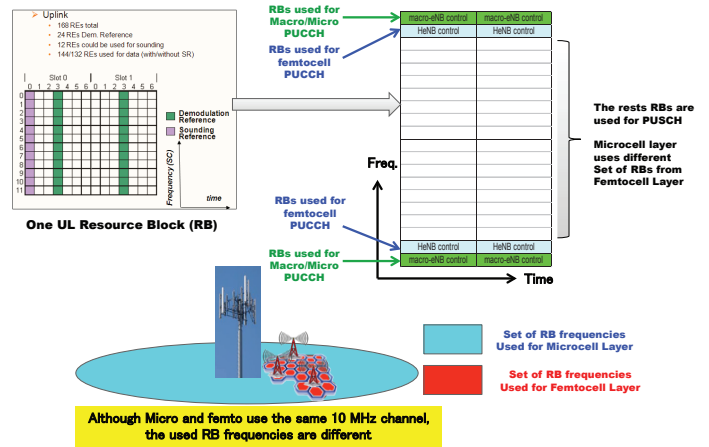 Uplink
168 REs total
24 REs Dem. Reference
12 REs could be used for sounding
144/132 REs used for data (with/without SR)
Slot 0
Slot 1
0 1 2 3 4 5 6 0 1 2 3 4 5 6
0
1
2
3
4
5
6
7
8
9
10
11
Demodulation
Reference
Sounding
Reference
Frequency (SC)
time
One UL Resource Block (RB)
RBs used for
Macro/Micro
PUCCH
RBs used for
femtocell
PUCCH
macro-eNB control macro-eNB control
HeNB control HeNB control
The rests RBs are
used for PUSCH
Microcell layer
uses different
Set of RBs from
Femtocell Layer
Freq.
RBs used for
femtocell
PUCCH
RBs used for
Macro/Micro
PUCCH
HeNB control HeNB control
macro-eNB control macro-eNB control
Time
Set of RB frequencies
Used for Microcell Layer
Set of RB frequencies
Used for Femtocell Layer
Although Micro and femto use the same 10 MHz channel,
the used RB frequencies are different